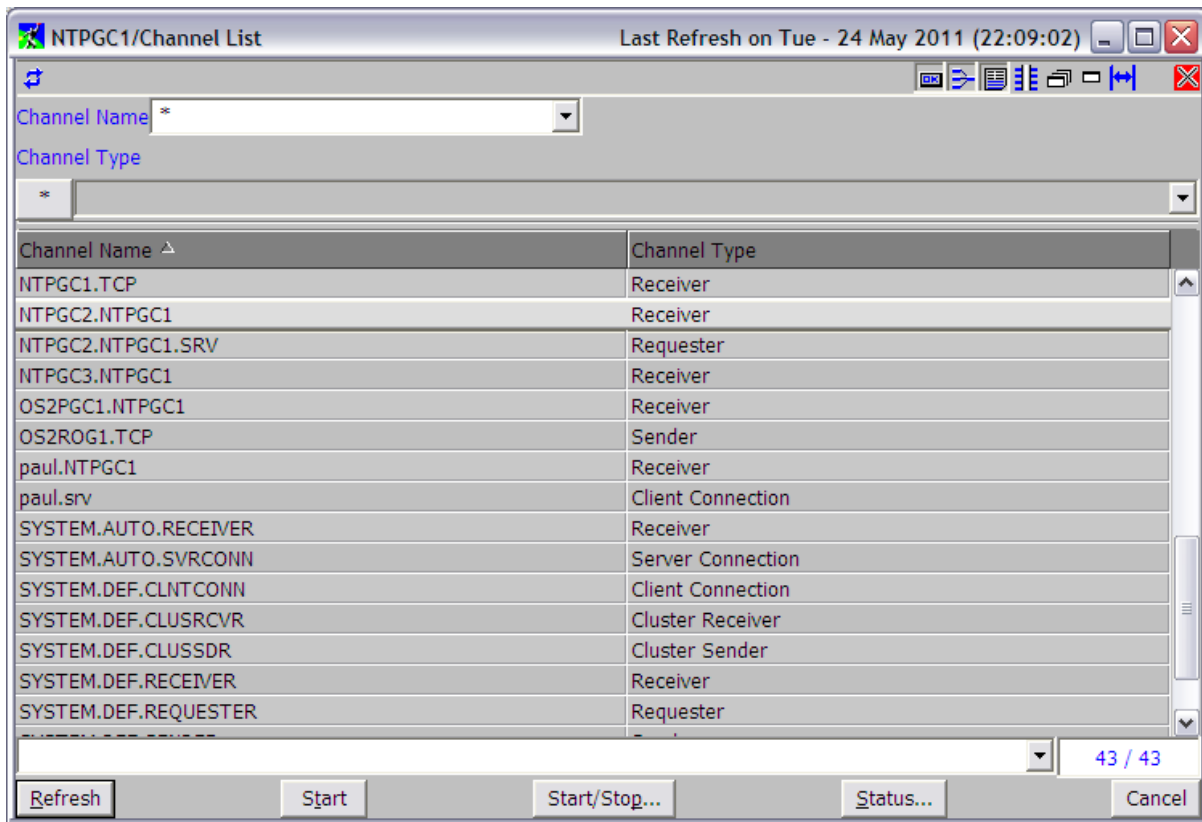 NTPGC1/Channel List Last Refresh on Tue - 24 May 2011 (22:09:02)
OK
Channel Name *
Channel Type
*
Channel Name Channel Type
NTPGC1.TCP Receiver
NTPGC2.NTPGC1 Receiver
NTPGC2.NTPGC1.SRV Requester
NTPGC3.NTPGC1 Receiver
OS2PGC1.NTPGC1 Receiver
OS2ROG1.TCP Sender
paul.NTPGC1 Receiver
paul.srv Client Connection
SYSTEM.AUTO.RECEIVER Receiver
SYSTEM.AUTO.SVRCONN Server Connection
SYSTEM.DEF.CLNTCONN Client Connection
SYSTEM.DEF.CLUSRCVR Cluster Receiver
SYSTEM.DEF.CLUSSDR Cluster Sender
SYSTEM.DEF.RECEIVER Receiver
SYSTEM.DEF.REQUESTER Requester
43 / 43
Refresh Start Start/Stop... Status... Cancel